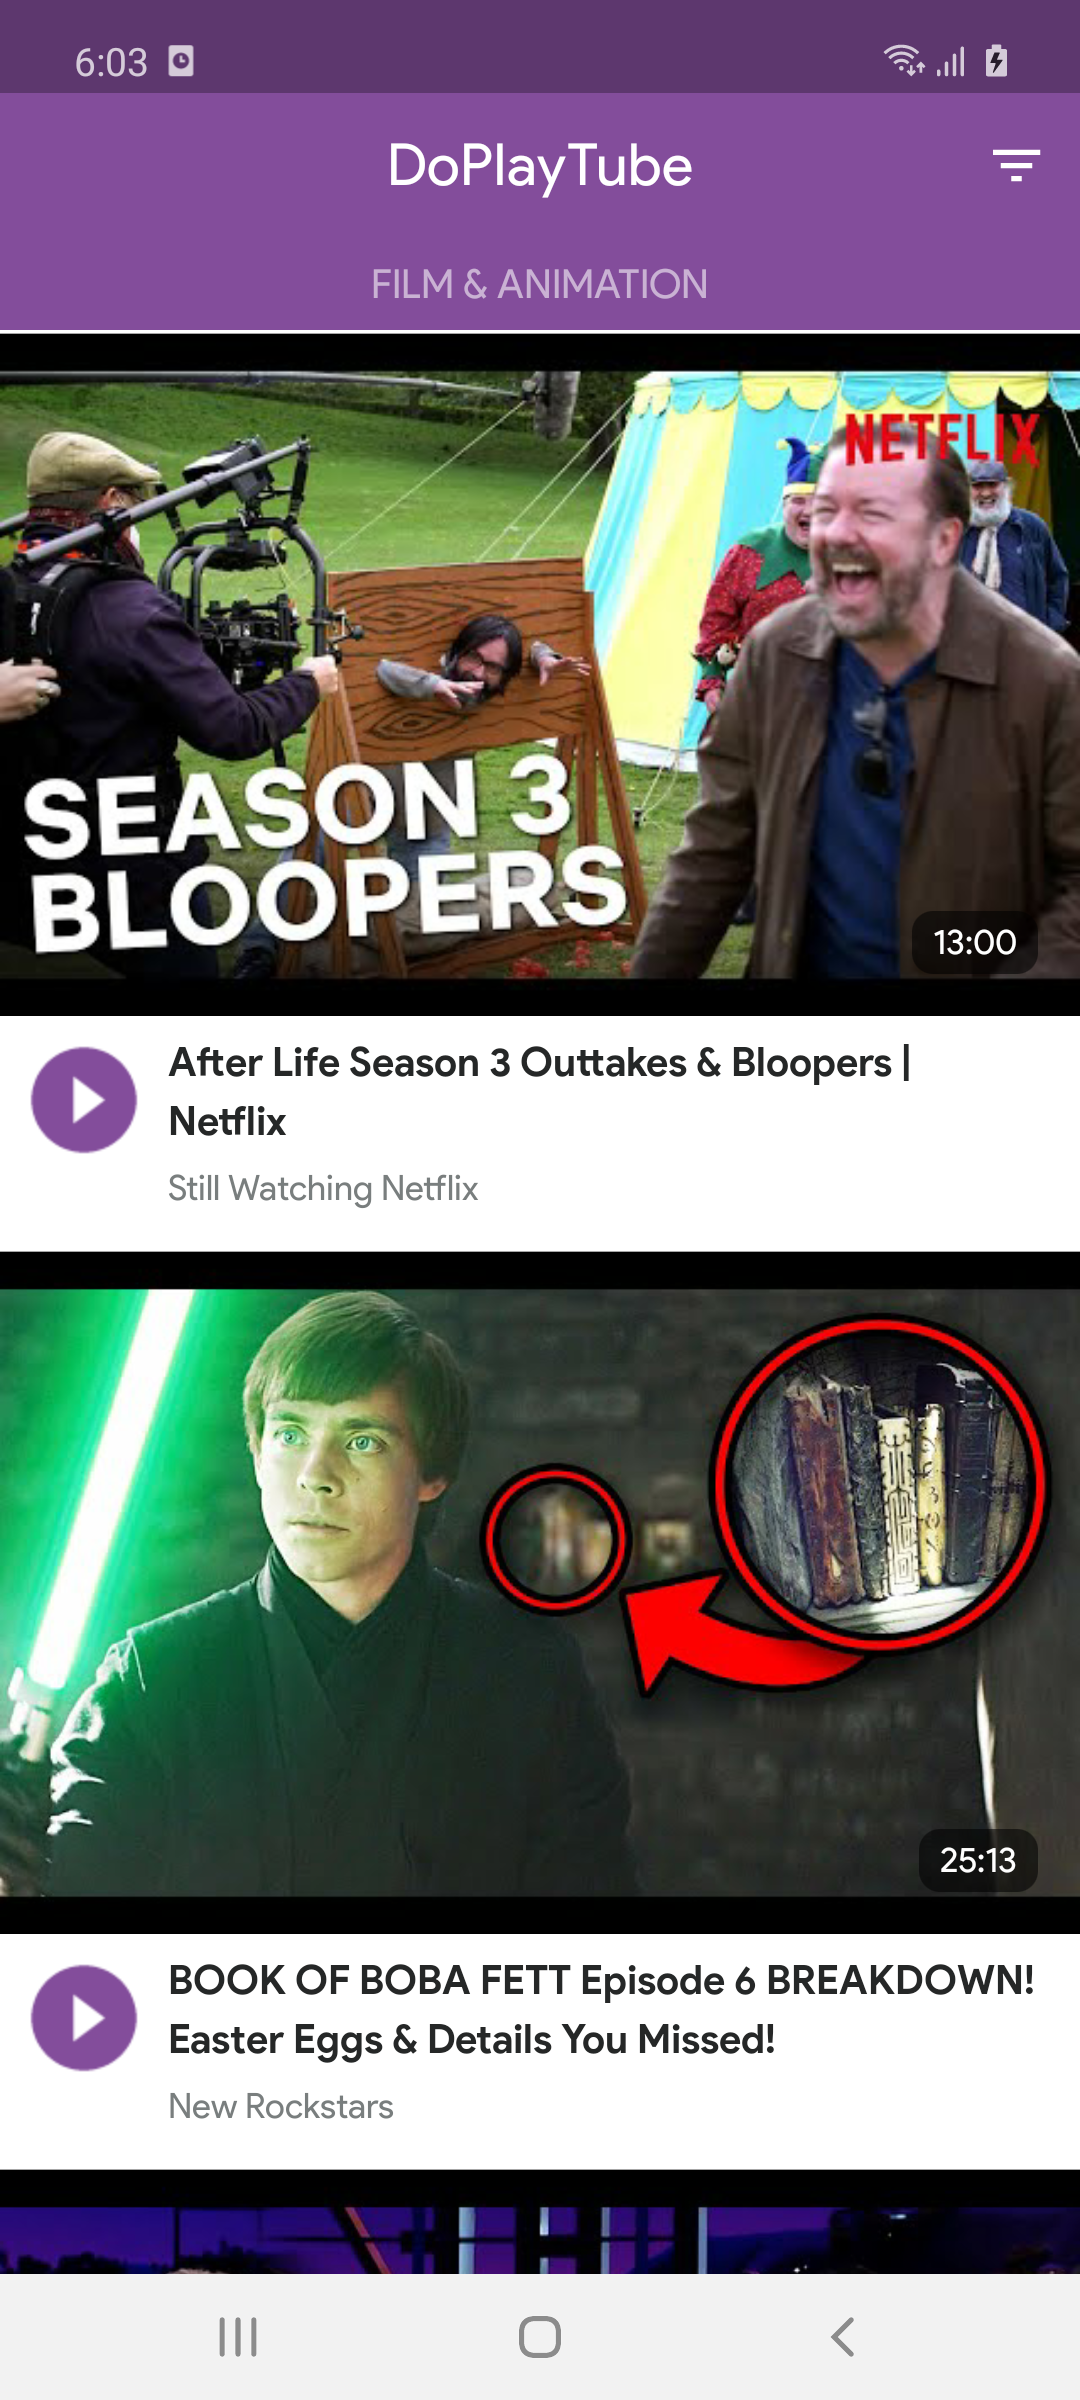 6:03
DoPlayTube
FILM & ANIMATION
NETFLIX
SEASON 3
BLOOPERS
13:00
After Life Season 3 Outtakes & Bloopers |
Netflix
Still Watching Netflix
25:13
BOOK OF BOBA FETT Episode 6 BREAKDOWN!
Easter Eggs & Details You Missed!
New Rockstars